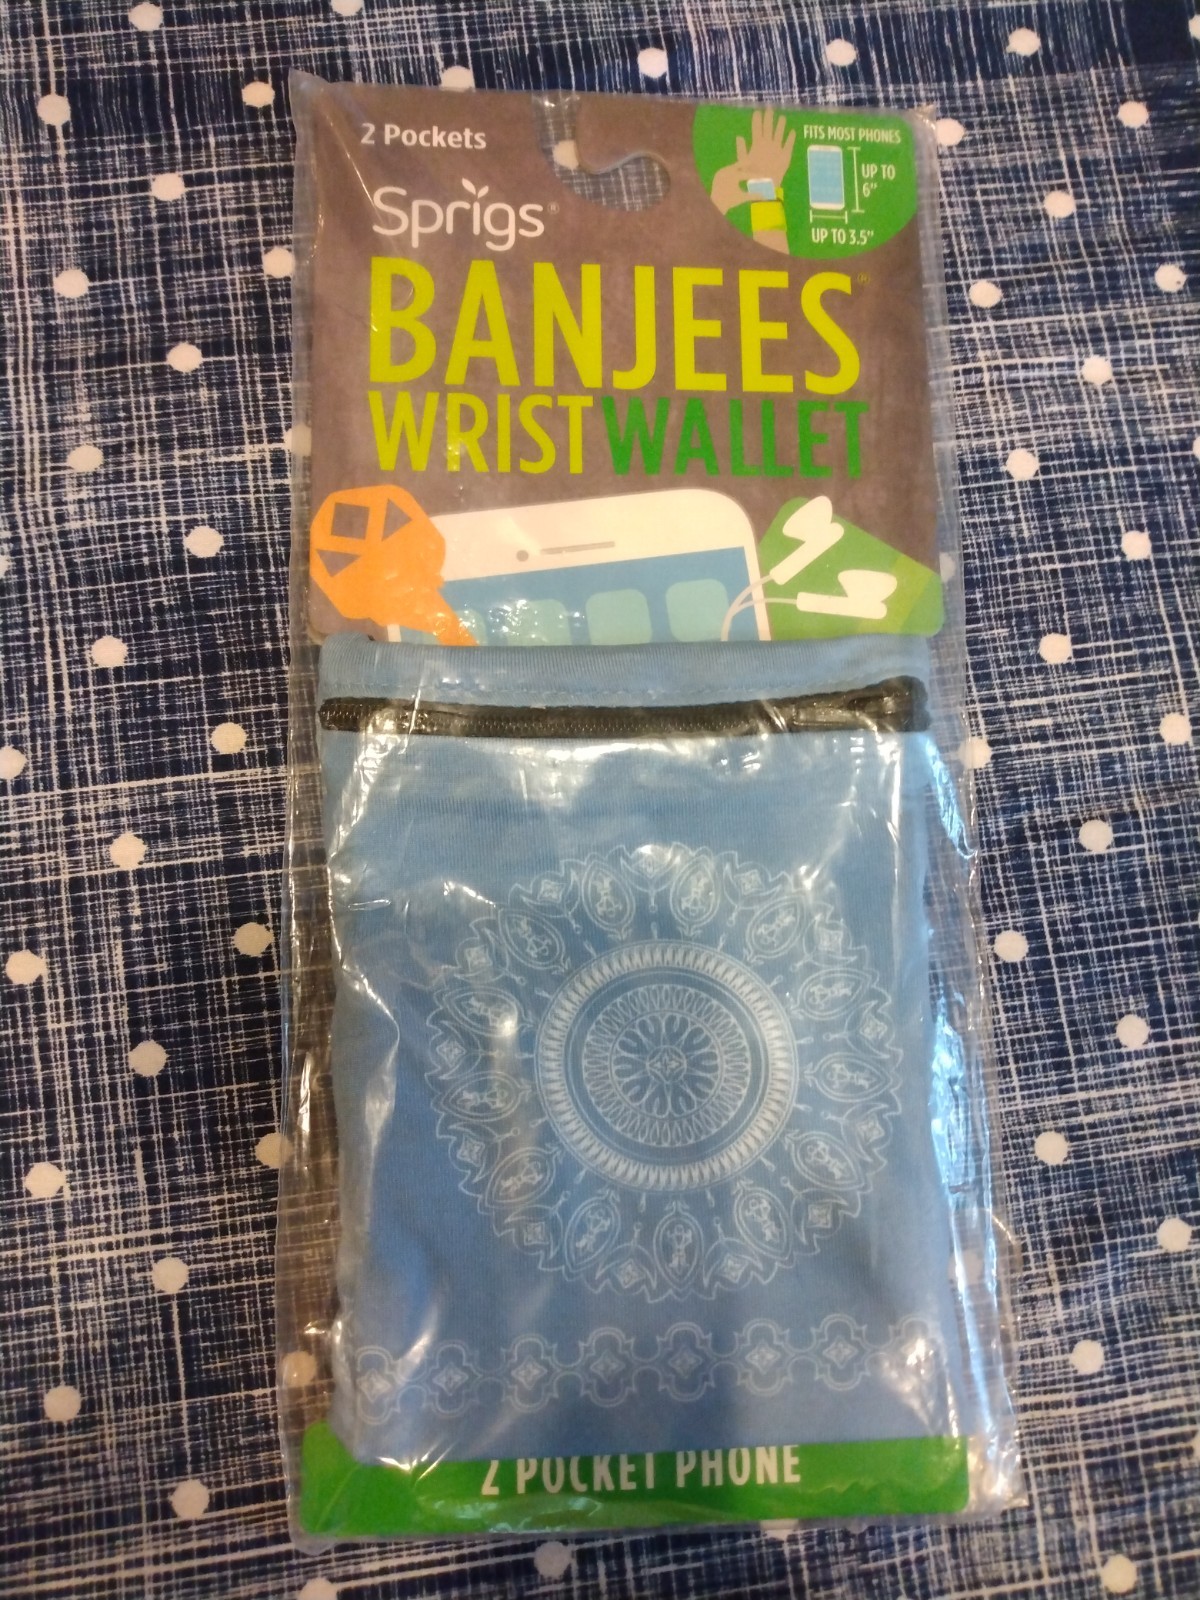 2 Pockets
FITS MOST PHONES
UP TO
6"
UP TO 3.5"
Sprigs®
BANJEES®
WRISTWALLET
2 POCKET PHONE